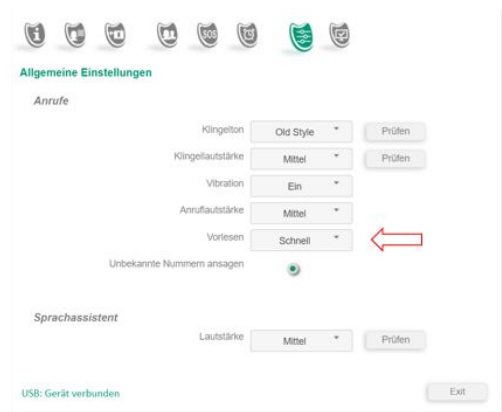 SOS
Allgemeine Einstellungen
Anrufe
Klingelton Old Style Prüfen
Klingellautstärke Mittel Prüfen
Vibration Ein
Anruflautstärke Mittel
Vorlesen Schnell
Unbekannte Nummern ansagen
Sprachassistent
Lautstärke Mittel Prüfen
USB: Gerät verbunden Exit